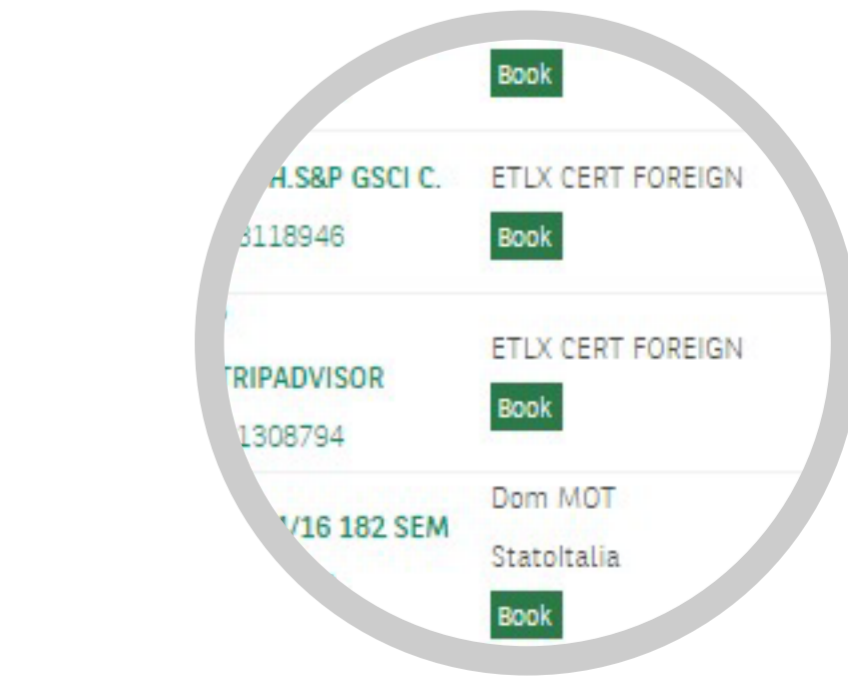 Book
H.S&P GSCI C.
ETLX CERT FOREIGN
3118946
Book
ETLX CERT FOREIGN
TRIPADVISOR
Book
1308794
Dom MOT
/16 182 SEM
StatoItalia
Book